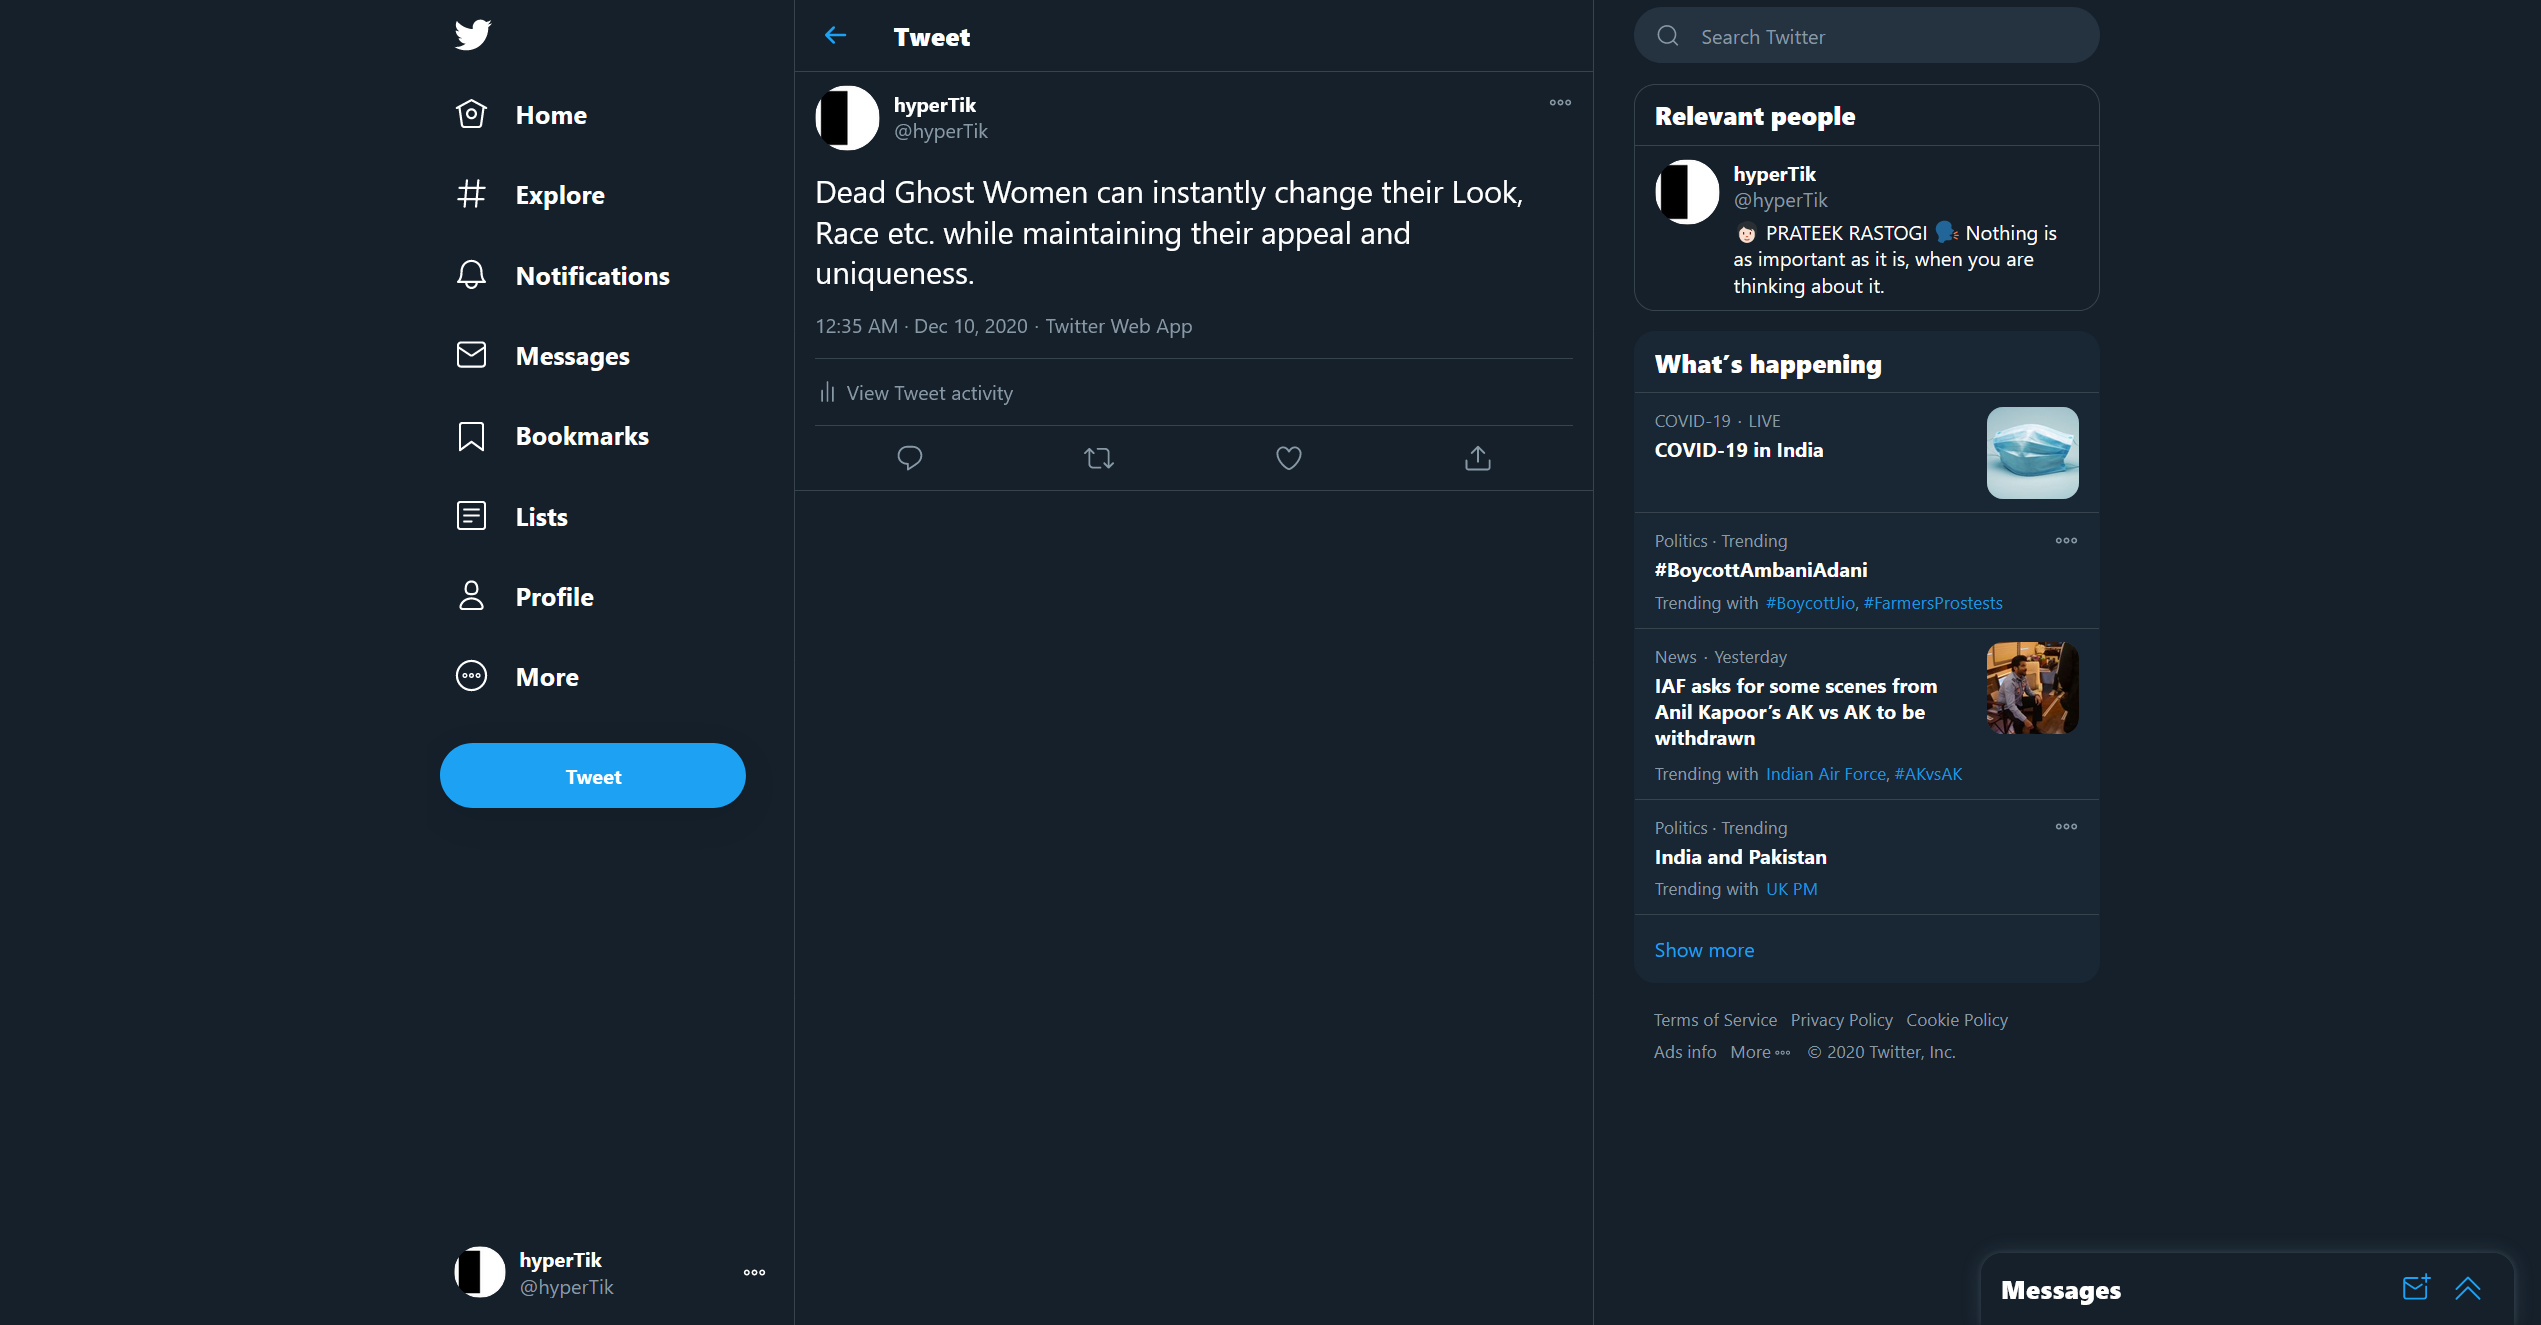 Home
Explore
Notifications
Messages
Bookmarks
Lists
Profile
More
Tweet
hyperTik
@hyperTik
Tweet
hyperTik
@hyperTik
Dead Ghost Women can instantly change their Look,
Race etc. while maintaining their appeal and
uniqueness.
12:35 AM · Dec 10, 2020 · Twitter Web App
View Tweet activity
Search Twitter
Relevant people
hyperTik
@hyperTik
PRATEEK RASTOGI Nothing is
as important as it is, when you are
thinking about it.
What's happening
COVID-19 · LIVE
COVID-19 in India
Politics · Trending
#BoycottAmbaniAdani
Trending with #BoycottJio, #FarmersProstests
News · Yesterday
IAF asks for some scenes from
Anil Kapoor's AK vs AK to be
withdrawn
Trending with Indian Air Force, #AKvsAK
Politics · Trending
India and Pakistan
Trending with UK PM
Show more
Terms of Service Privacy Policy Cookie Policy
Ads info More © 2020 Twitter, Inc.
Messages